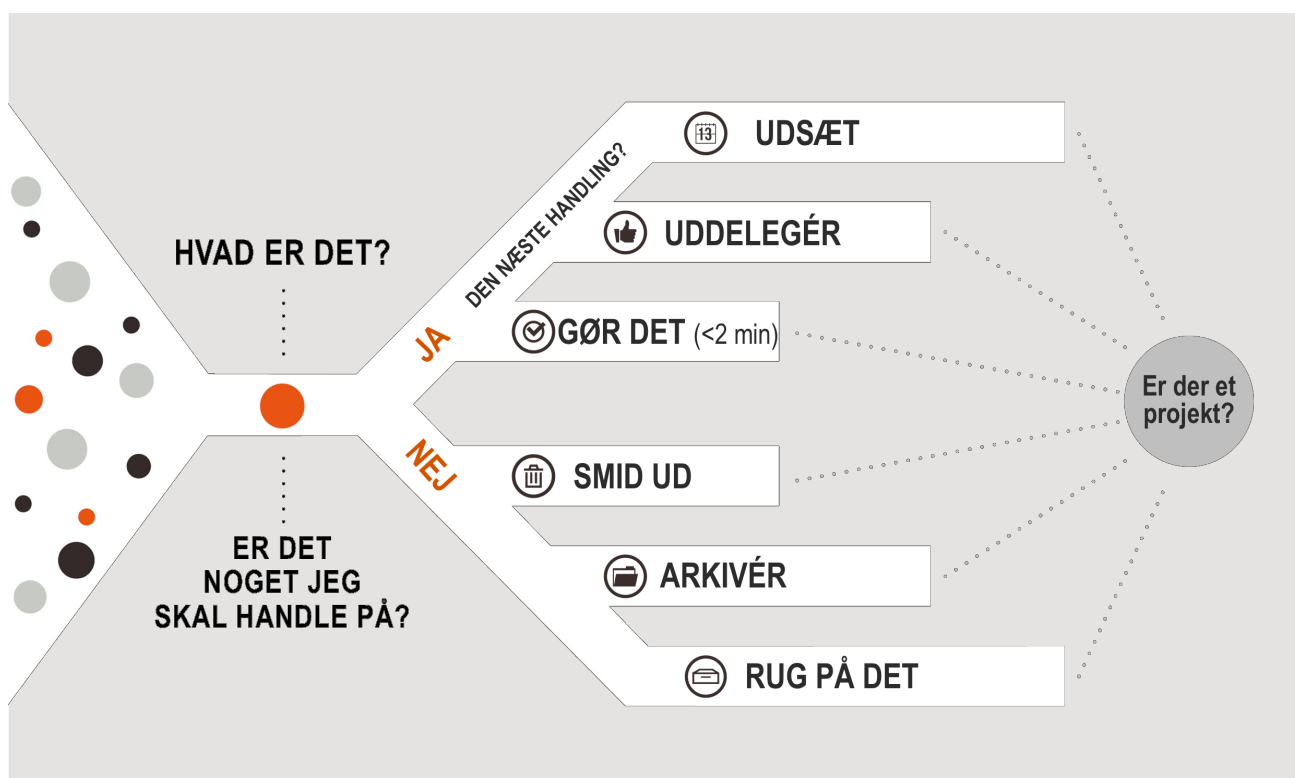 HVAD ER DET?
ER DET
NOGET JEG
SKAL HANDLE PÅ?
JA
DEN NÆSTE HANDLING?
13
UDSÆT
UDDELEGÉR
GØR DET (<2 min)
NEJ
SMID UD
ARKIVÉR
RUG PÅ DET
Er der et
projekt?